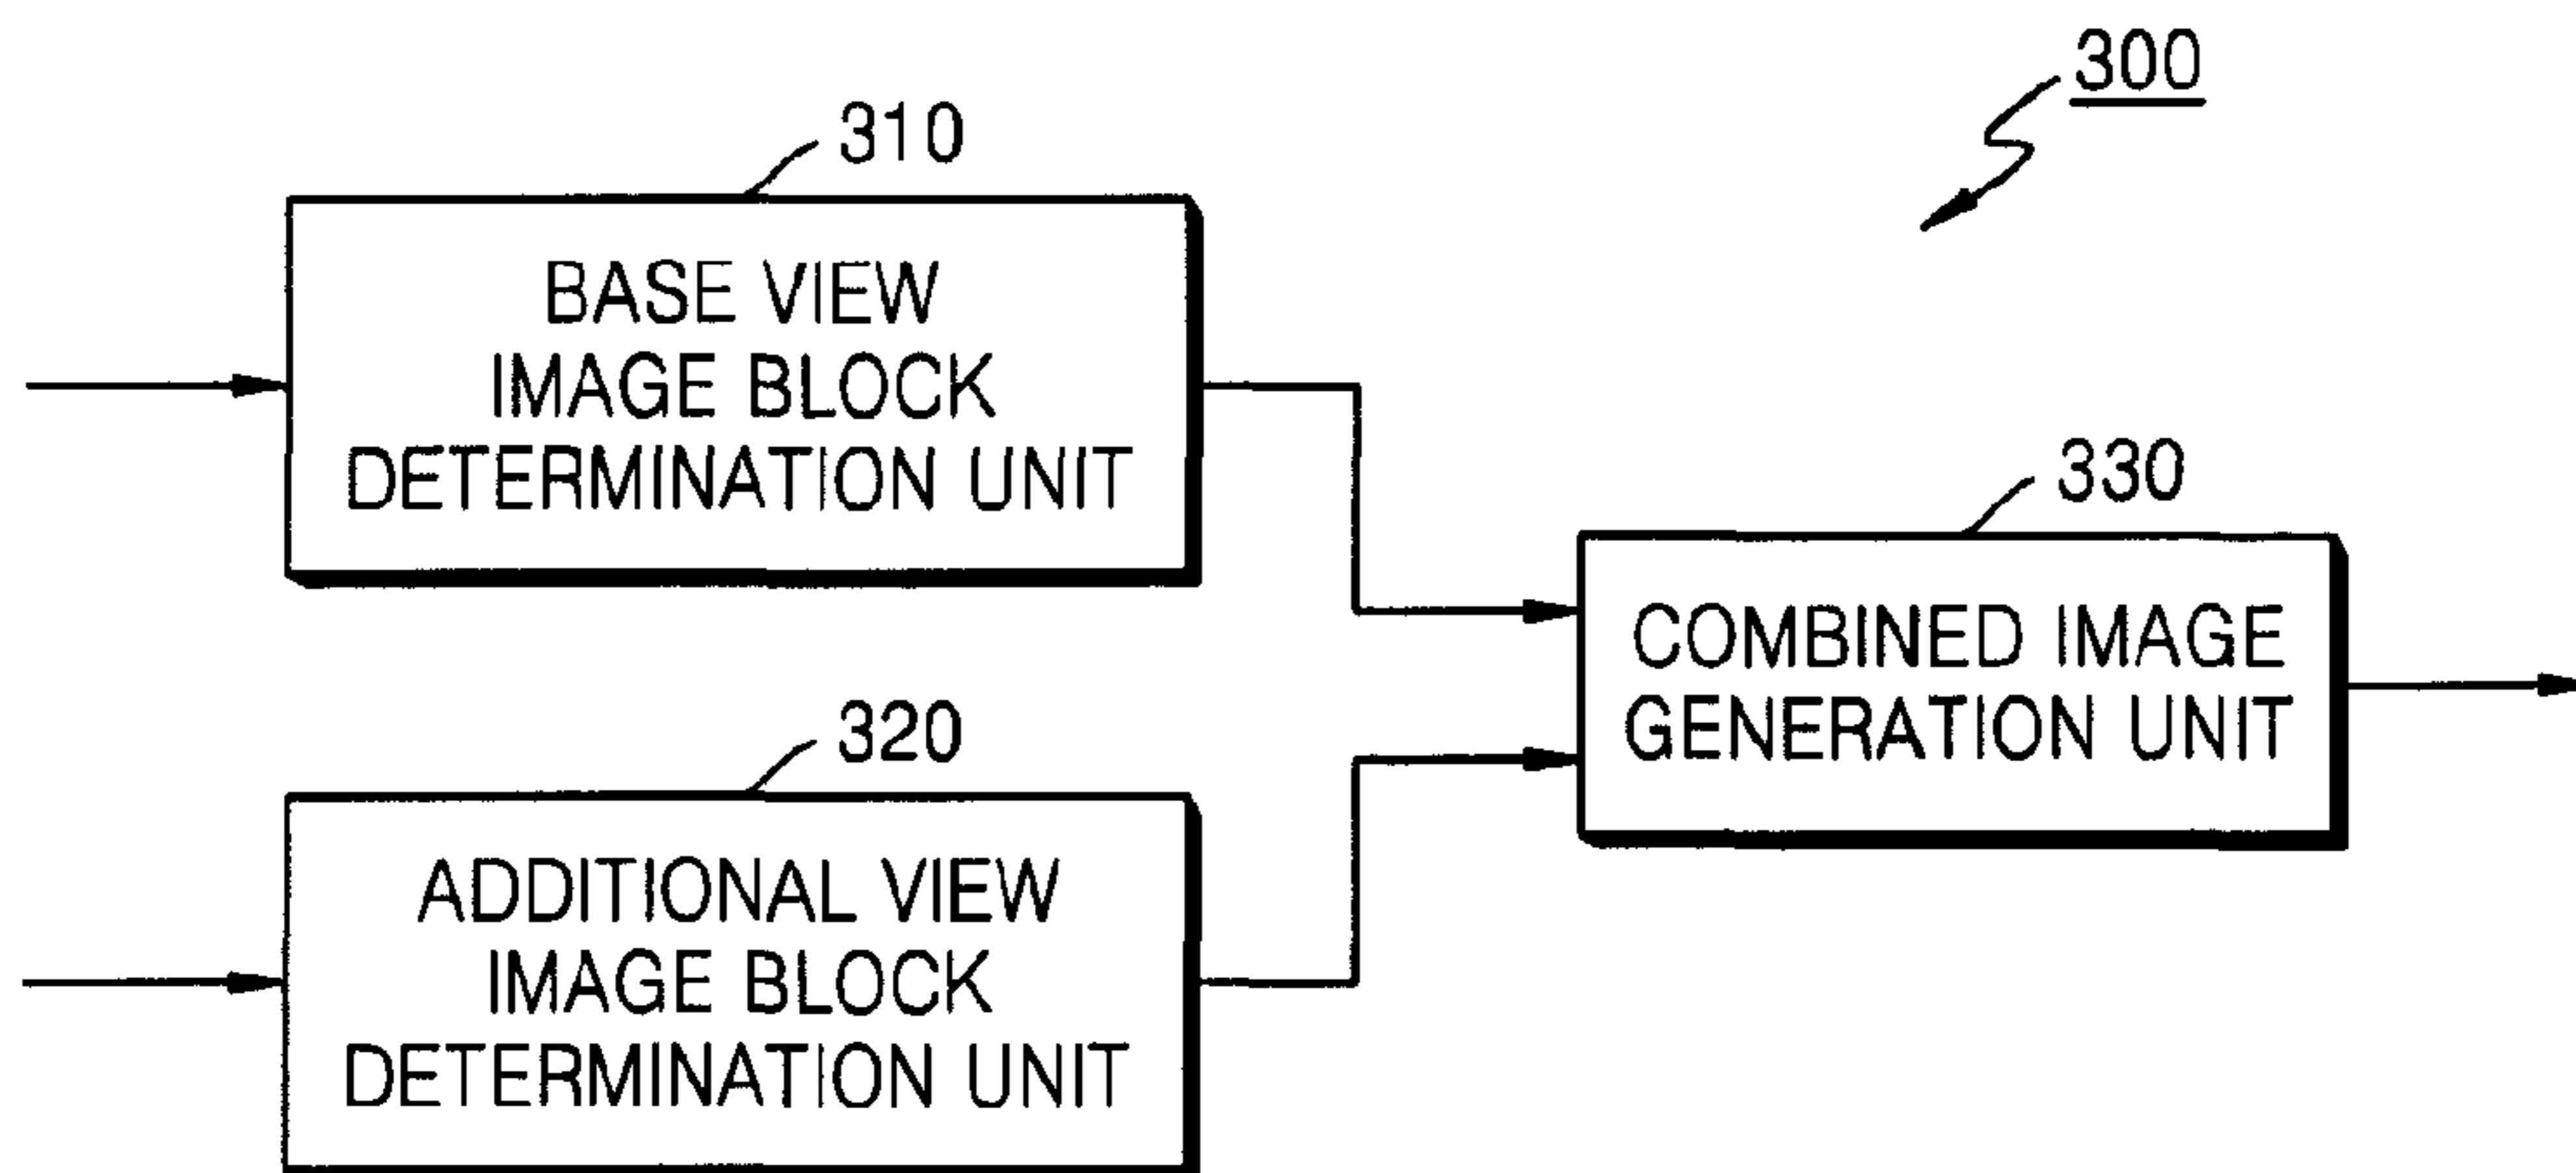 300
310
BASE VIEW
IMAGE BLOCK
DETERMINATION UNIT
330
COMBINED IMAGE
GENERATION UNIT
320
ADDITIONAL VIEW
IMAGE BLOCK
DETERMINATION UNIT